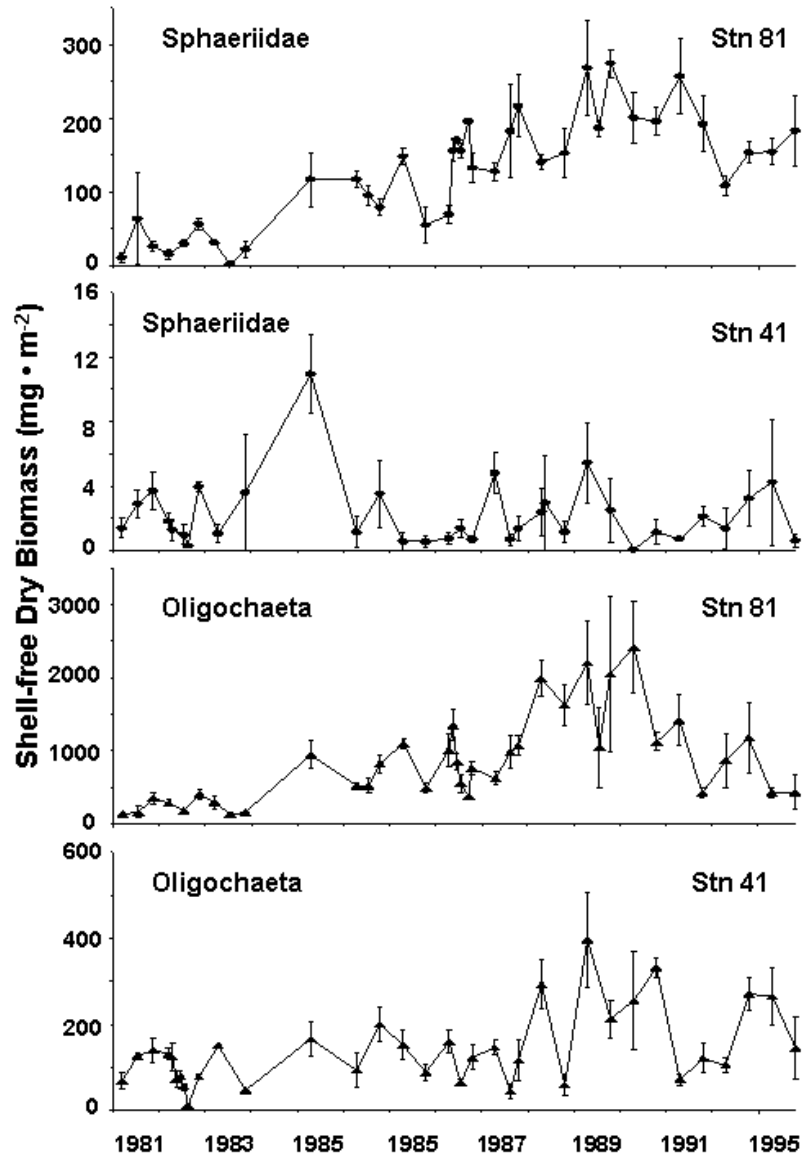 Shell-free Dry Biomass (mg • m-2)
Sphaeriidae
Stn 81
300
200
100
0
Sphaeriidae
Stn 41
16
12
8
4
0
Oligochaeta
Stn 81
3000
2000
1000
0
Oligochaeta
Stn 41
600
400
200
0
1981 1983 1985 1985 1987 1989 1991 1995